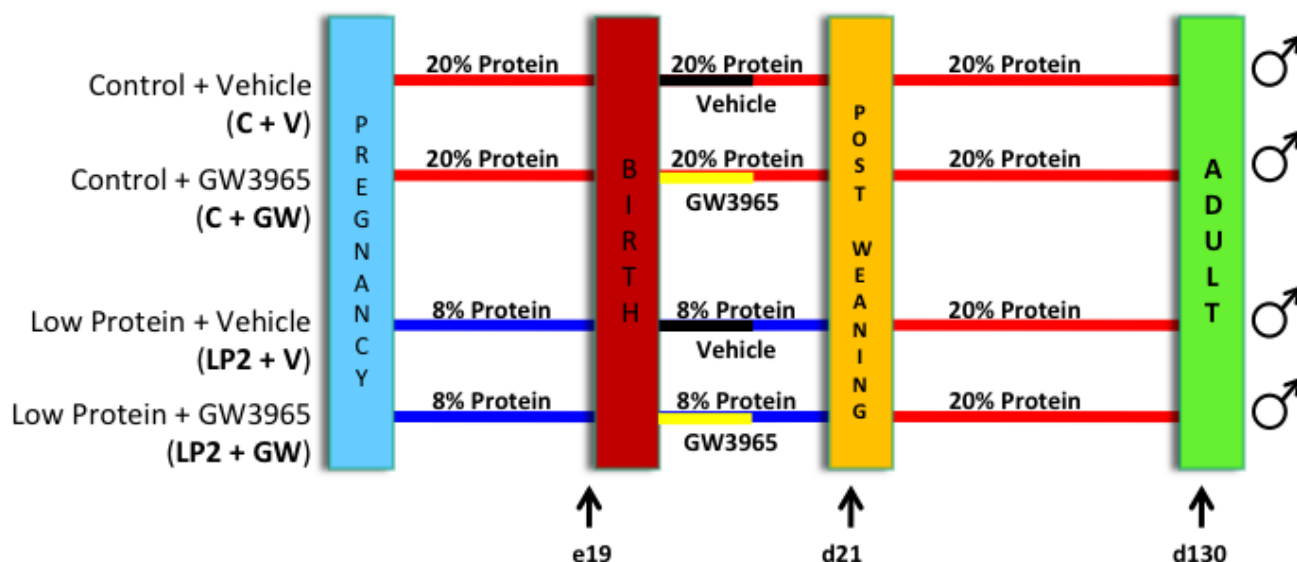 20% Protein 20% Protein 20% Protein
Control + Vehicle
(C + V)
Vehicle
20% Protein 20% Protein 20% Protein
Control + GW3965
(C + GW)
GW3965
8% Protein 8% Protein 20% Protein
Low Protein + Vehicle
(LP2 + V)
Vehicle
8% Protein 8% Protein 20% Protein
Low Protein + GW3965
(LP2 + GW)
GW3965
PREGNANCY
BIRTH
POST WEANING
ADULT
e19 d21 d130